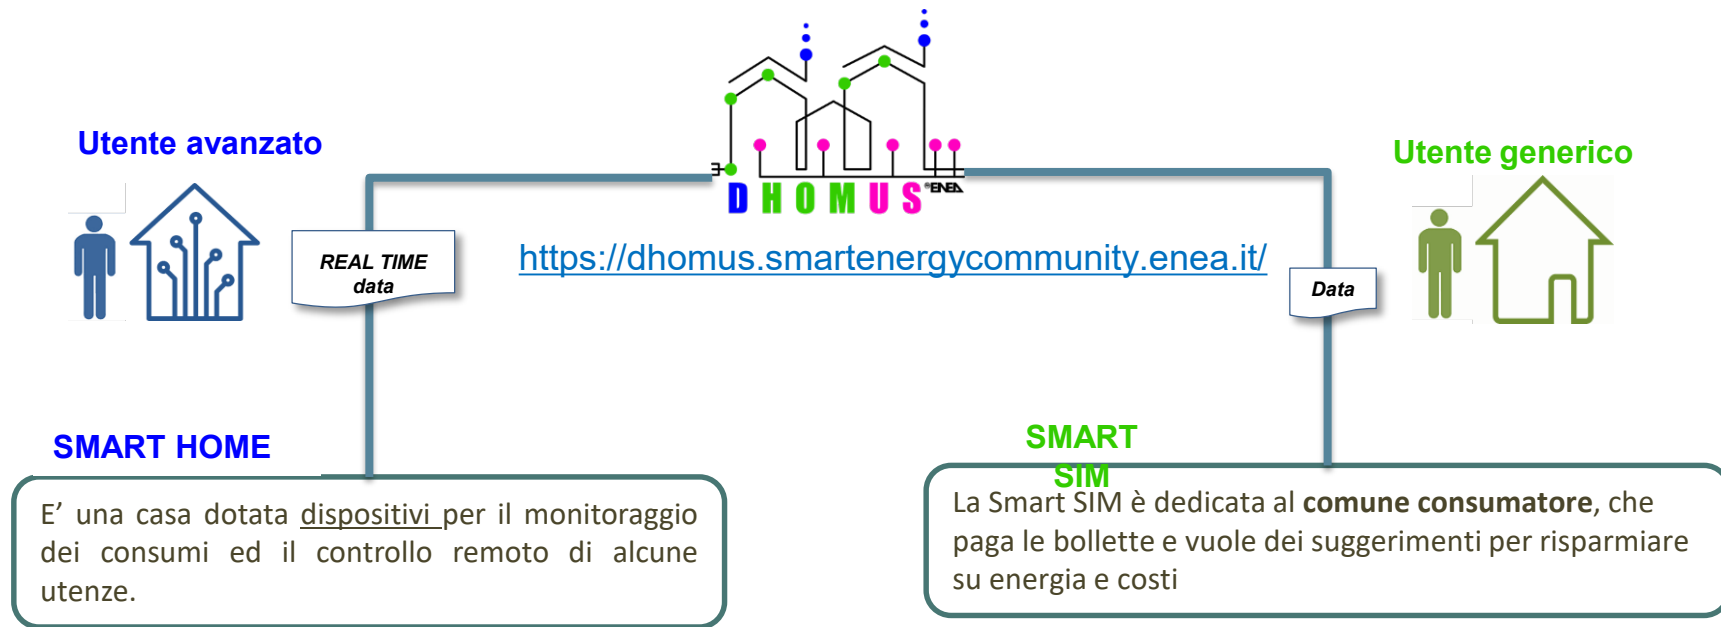 DHOMUS
®ENEA
Utente avanzato
Utente generico
REAL TIME
data
https://dhomus.smartenergycommunity.enea.it/
Data
SMART HOME
E’ una casa dotata dispositivi per il monitoraggio
dei consumi ed il controllo remoto di alcune
utenze.
SMART
SIM
La Smart SIM è dedicata al comune consumatore, che
paga le bollette e vuole dei suggerimenti per risparmiare
su energia e costi